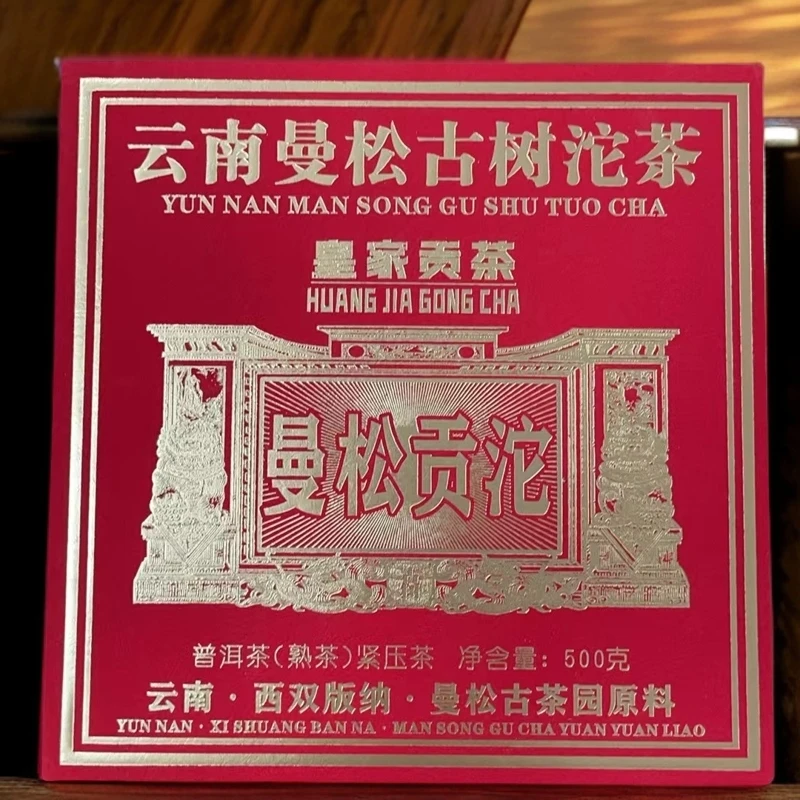 云南曼松古树沱茶
YUN NAN MAN SONG GU SHU TUO CHA
皇家贡茶
HUANG JIA GONG CHA
曼松贡沱
普洱茶(熟茶)紧压茶 净含量: 500克
云南·西双版纳·曼松古茶园原料
YUN NAN · XI SHUANG BAN NA · MAN SONG GU CHA YUAN YUAN LIAO